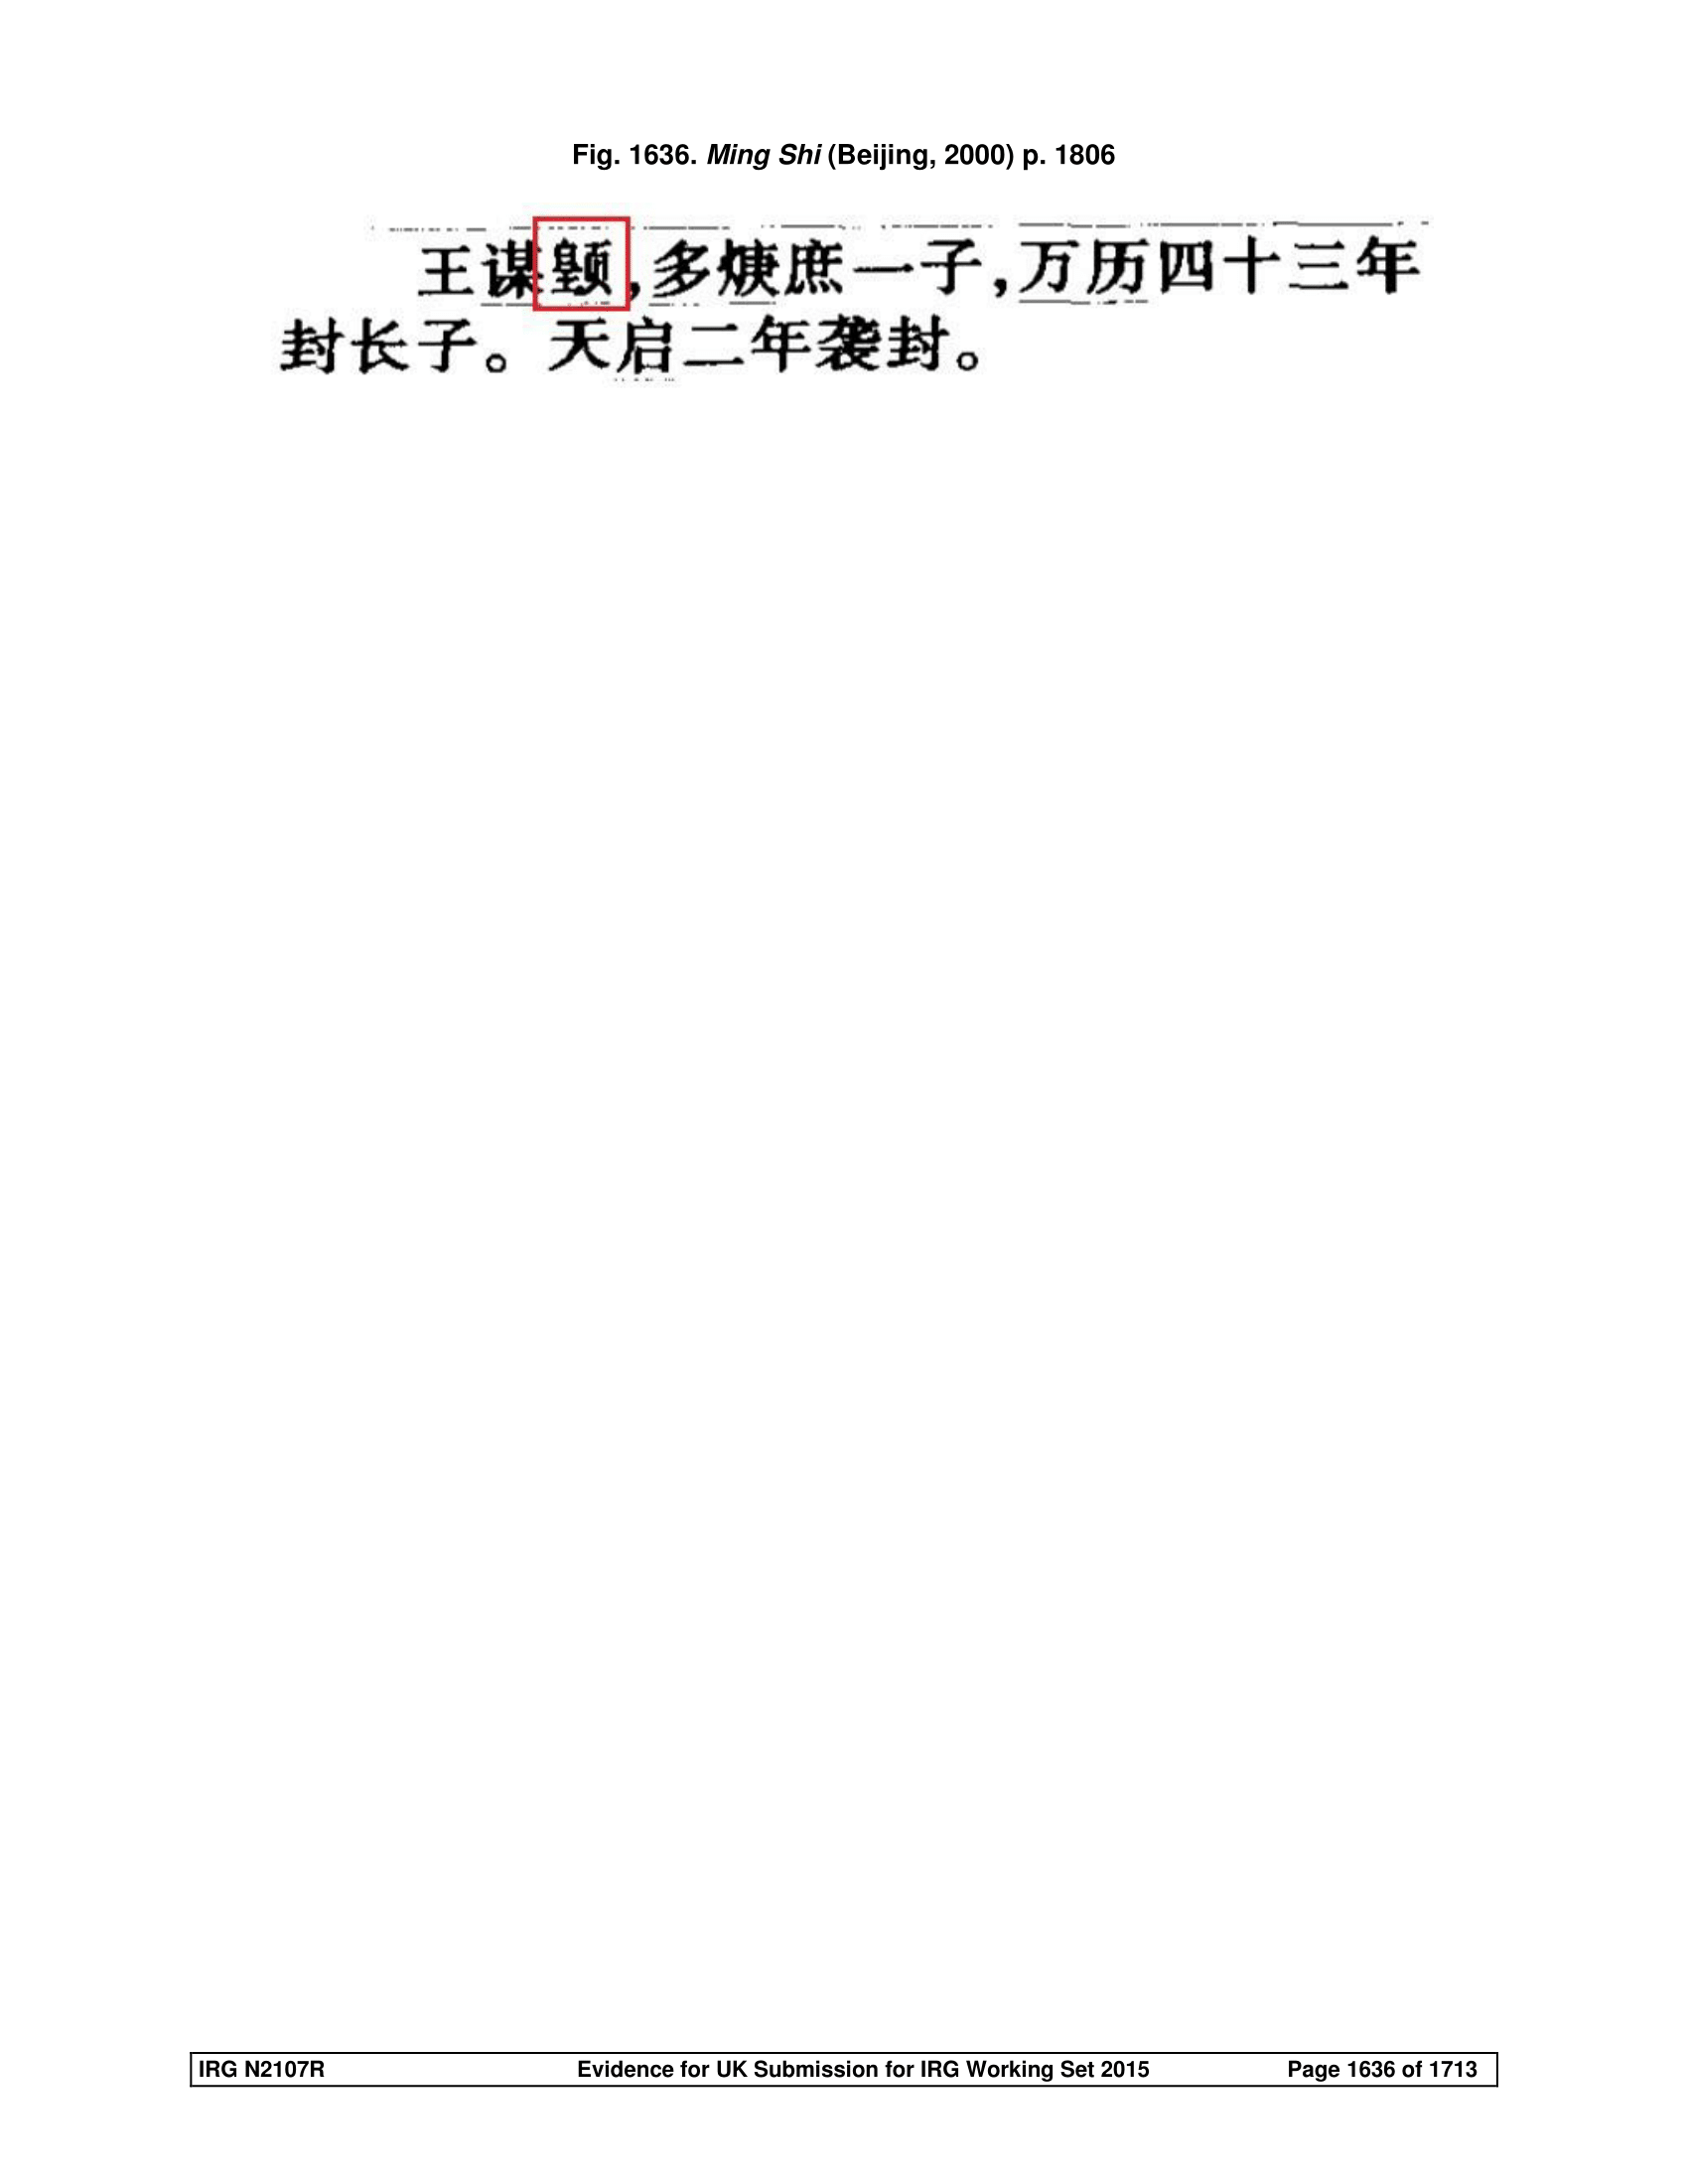 Fig. 1636. Ming Shi (Beijing, 2000) p. 1806
王谋,多焿庶一子,万历四十三年
封长子。天启二年袭封。
IRG N2107R Evidence for UK Submission for IRG Working Set 2015 Page 1636 of 1713